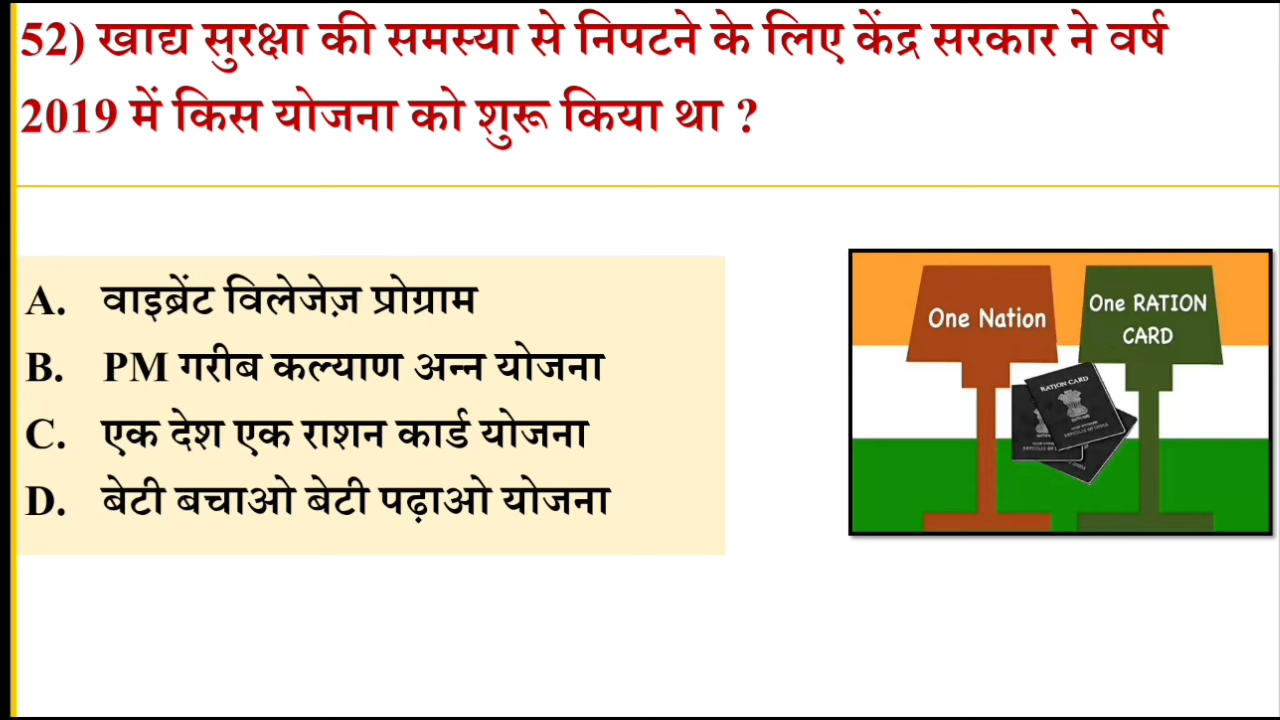 52) खाद्य सुरक्षा की समस्या से निपटने के लिए केंद्र सरकार ने वर्ष
2019 में किस योजना को शुरू किया था ?
A. वाइब्रेंट विलेजेज़ प्रोग्राम
B. PM गरीब कल्याण अन्न योजना
C. एक देश एक राशन कार्ड योजना
D. बेटी बचाओ बेटी पढ़ाओ योजना
One Nation
One RATION
CARD
RATION CARD